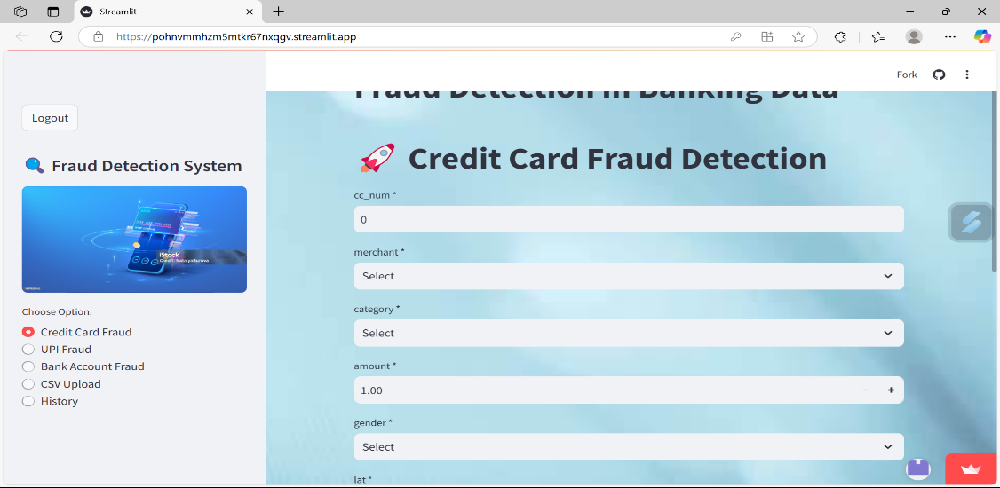 Streamlit
https://pohnvmmhzm5mtkr67nxqgv.streamlit.app
Fork
Logout
Fraud Detection System
iStock
Credit: NataliyaBurova
Choose Option:
Credit Card Fraud
UPI Fraud
Bank Account Fraud
CSV Upload
History
Fraud Detection in Banking Data
Credit Card Fraud Detection
cc_num *
0
merchant *
Select
category *
Select
amount *
1.00
gender *
Select
lat *